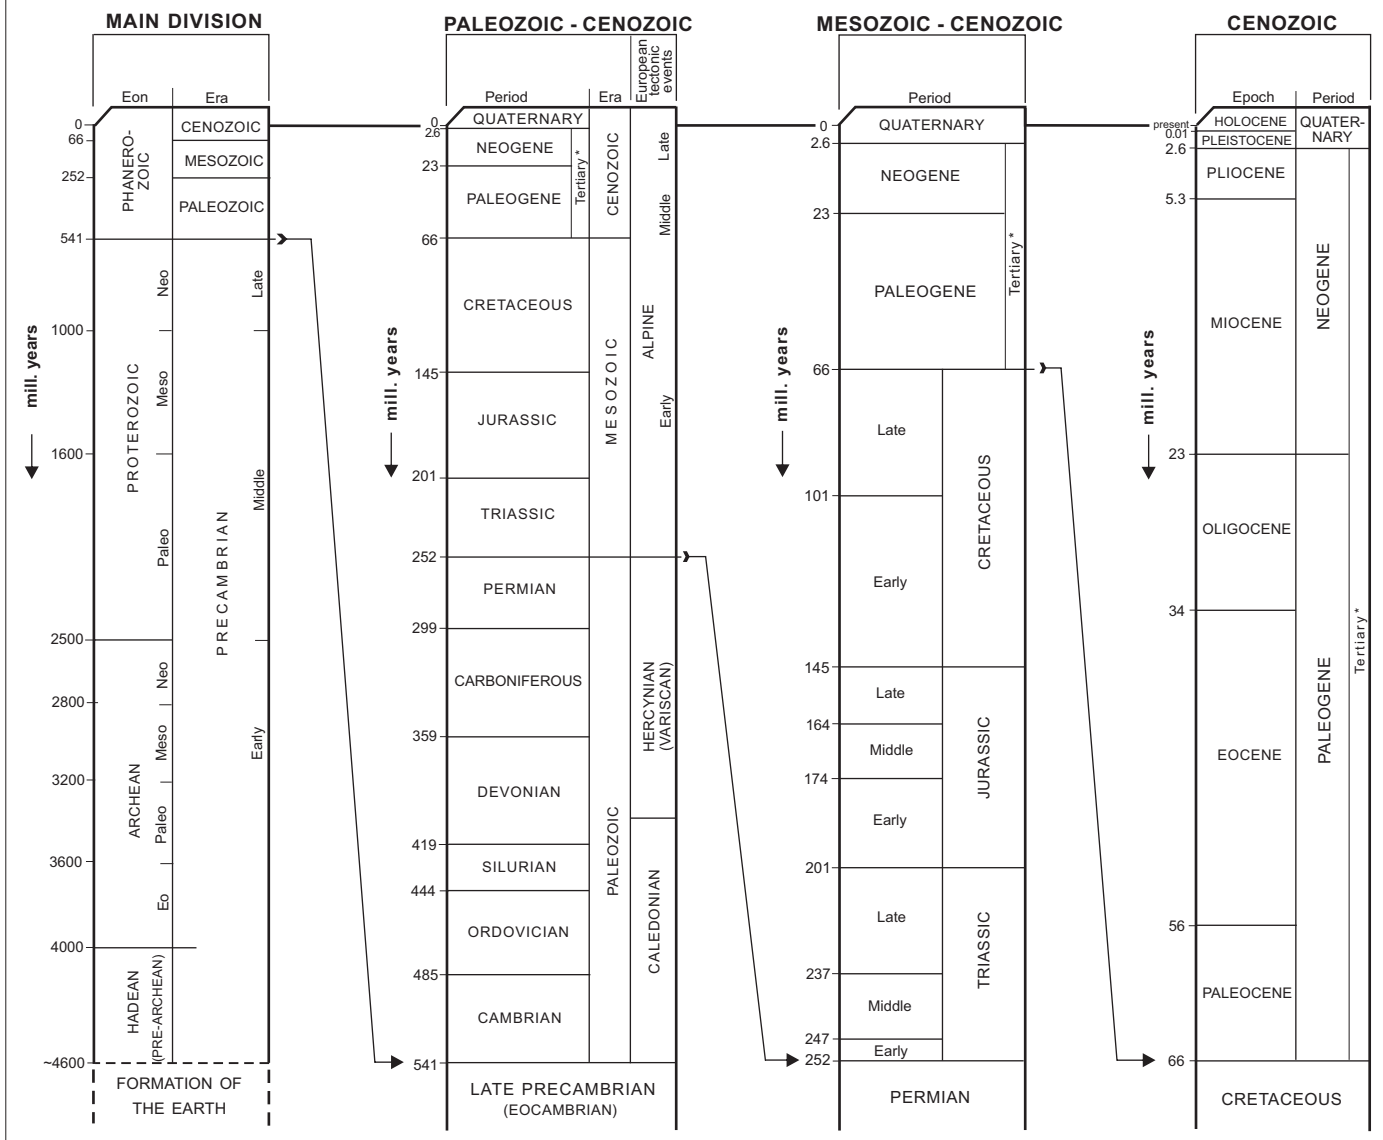 MAIN DIVISION
Eon
Era
0
66
252
541
1000
1600
2500
2800
3200
3600
4000
~4600
mill. years
PHANERO-
ZOIC
CENOZOIC
MESOZOIC
PALEOZOIC
PROTEROZOIC
Neo
Meso
Paleo
ARCHEAN
Neo
Meso
Paleo
Eo
HADEAN
(PRE-ARCHEAN)
PRECAMBRIAN
Late
Middle
Early
FORMATION OF
THE EARTH
PALEOZOIC - CENOZOIC
Period
Era
European
tectonic
events
0
2.6
23
66
145
201
252
299
359
419
444
485
541
mill. years
QUATERNARY
NEOGENE
PALEOGENE
Tertiary *
CRETACEOUS
JURASSIC
TRIASSIC
PERMIAN
CARBONIFEROUS
DEVONIAN
SILURIAN
ORDOVICIAN
CAMBRIAN
CENOZOIC
MESOZOIC
PALEOZOIC
ALPINE
Late
Middle
Early
HERCYNIAN
(VARISCAN)
CALEDONIAN
LATE PRECAMBRIAN
(EOCAMBRIAN)
MESOZOIC - CENOZOIC
Period
0
2.6
23
66
101
145
164
174
201
237
247
252
mill. years
QUATERNARY
NEOGENE
PALEOGENE
Tertiary *
Late
Early
CRETACEOUS
Late
Middle
Early
JURASSIC
Late
Middle
Early
TRIASSIC
PERMIAN
CENOZOIC
Epoch
Period
present
0.01
2.6
5.3
23
34
56
66
mill. years
HOLOCENE
PLEISTOCENE
PLIOCENE
MIOCENE
OLIGOCENE
EOCENE
PALEOCENE
QUATER-
NARY
NEOGENE
PALEOGENE
Tertiary *
CRETACEOUS